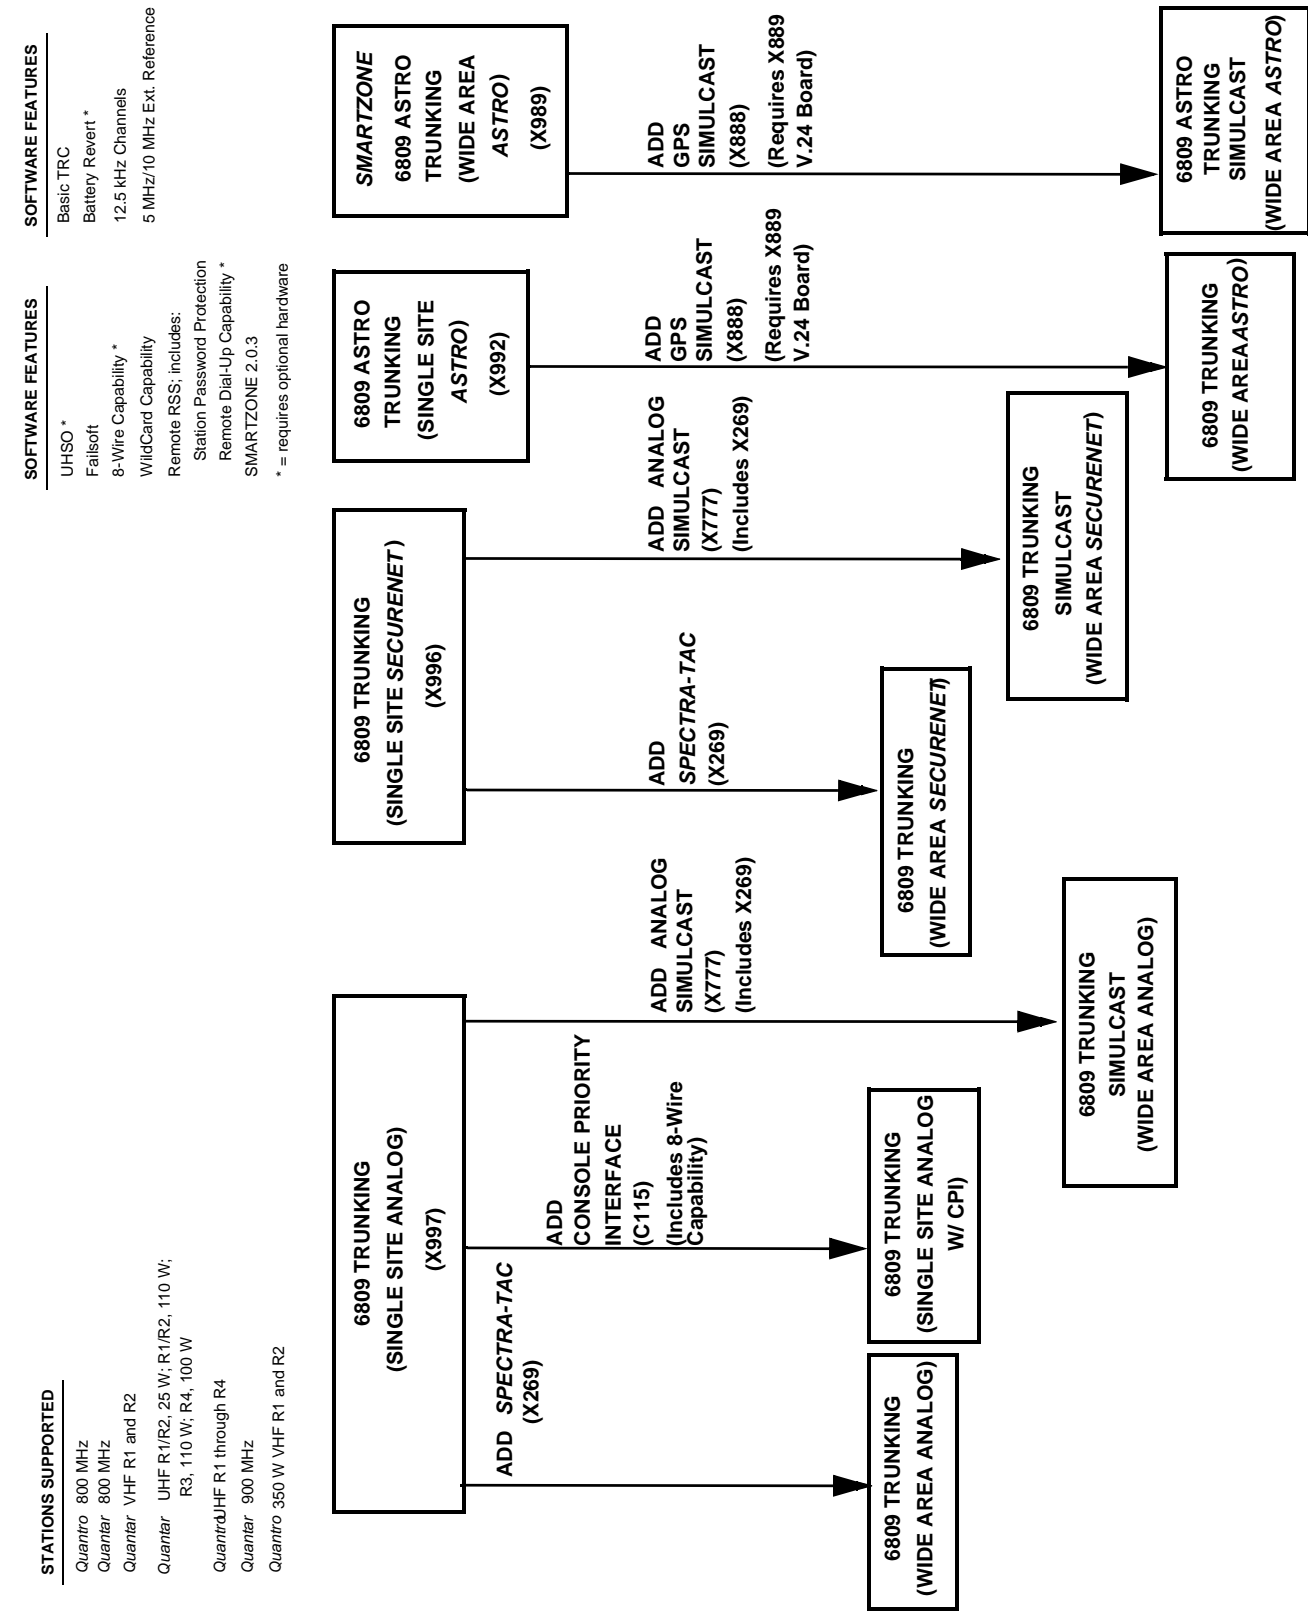 STATIONS SUPPORTED
Quantro 800 MHz
Quantar 800 MHz
Quantar VHF R1 and R2
Quantar UHF R1/R2, 25 W; R1/R2, 110 W;
R3, 110 W; R4, 100 W
Quantro UHF R1 through R4
Quantar 900 MHz
Quantro 350 W VHF R1 and R2
SOFTWARE FEATURES
UHSO *
Failsoft
8-Wire Capability *
WildCard Capability
Remote RSS; includes:
Station Password Protection
Remote Dial-Up Capability *
SMARTZONE 2.0.3
* = requires optional hardware
SOFTWARE FEATURES
Basic TRC
Battery Revert *
12.5 kHz Channels
5 MHz/10 MHz Ext. Reference
6809 TRUNKING
(SINGLE SITE ANALOG)
(X997)
6809 TRUNKING
(SINGLE SITE SECURENET)
(X996)
6809 ASTRO
TRUNKING
(SINGLE SITE
ASTRO)
(X992)
SMARTZONE
6809 ASTRO
TRUNKING
(WIDE AREA
ASTRO)
(X989)
ADD SPECTRA-TAC
(X269)
ADD
CONSOLE PRIORITY
INTERFACE
(C115)
(Includes 8-Wire
Capability)
ADD ANALOG
SIMULCAST
(X777)
(Includes X269)
ADD
SPECTRA-TAC
(X269)
ADD ANALOG
SIMULCAST
(X777)
(Includes X269)
ADD
GPS
SIMULCAST
(X888)
(Requires X889
V.24 Board)
ADD
GPS
SIMULCAST
(X888)
(Requires X889
V.24 Board)
6809 TRUNKING
(WIDE AREA ANALOG)
6809 TRUNKING
(SINGLE SITE ANALOG
W/ CPI)
6809 TRUNKING
SIMULCAST
(WIDE AREA ANALOG)
6809 TRUNKING
(WIDE AREA SECURENET)
6809 TRUNKING
SIMULCAST
(WIDE AREA SECURENET)
6809 TRUNKING
(WIDE AREA ASTRO)
6809 ASTRO
TRUNKING
SIMULCAST
(WIDE AREA ASTRO)